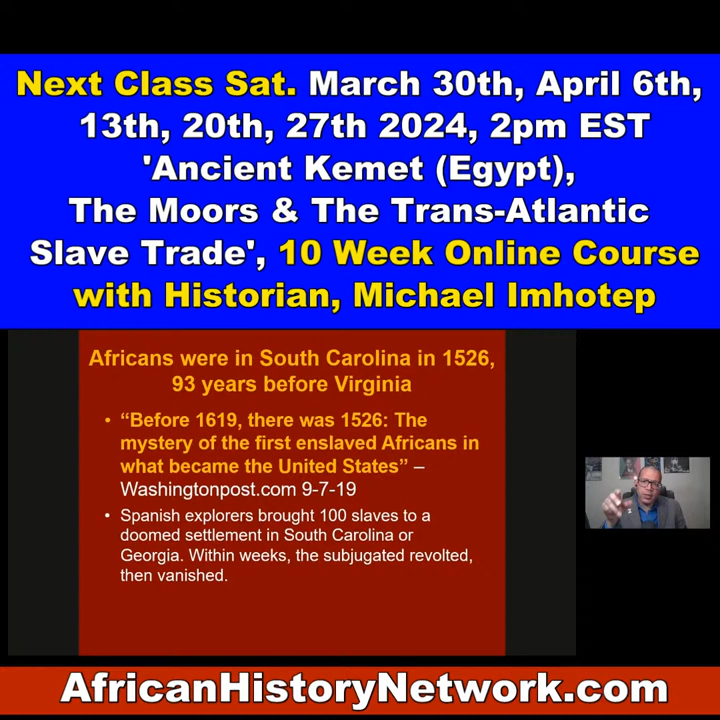 Next Class Sat. March 30th, April 6th,
13th, 20th, 27th 2024, 2pm EST
'Ancient Kemet (Egypt),
The Moors & The Trans-Atlantic
Slave Trade', 10 Week Online Course
with Historian, Michael Imhotep
Africans were in South Carolina in 1526,
93 years before Virginia
• “Before 1619, there was 1526: The
mystery of the first enslaved Africans in
what became the United States” –
Washingtonpost.com 9-7-19
• Spanish explorers brought 100 slaves to a
doomed settlement in South Carolina or
Georgia. Within weeks, the subjugated revolted,
then vanished.
AfricanHistoryNetwork.com